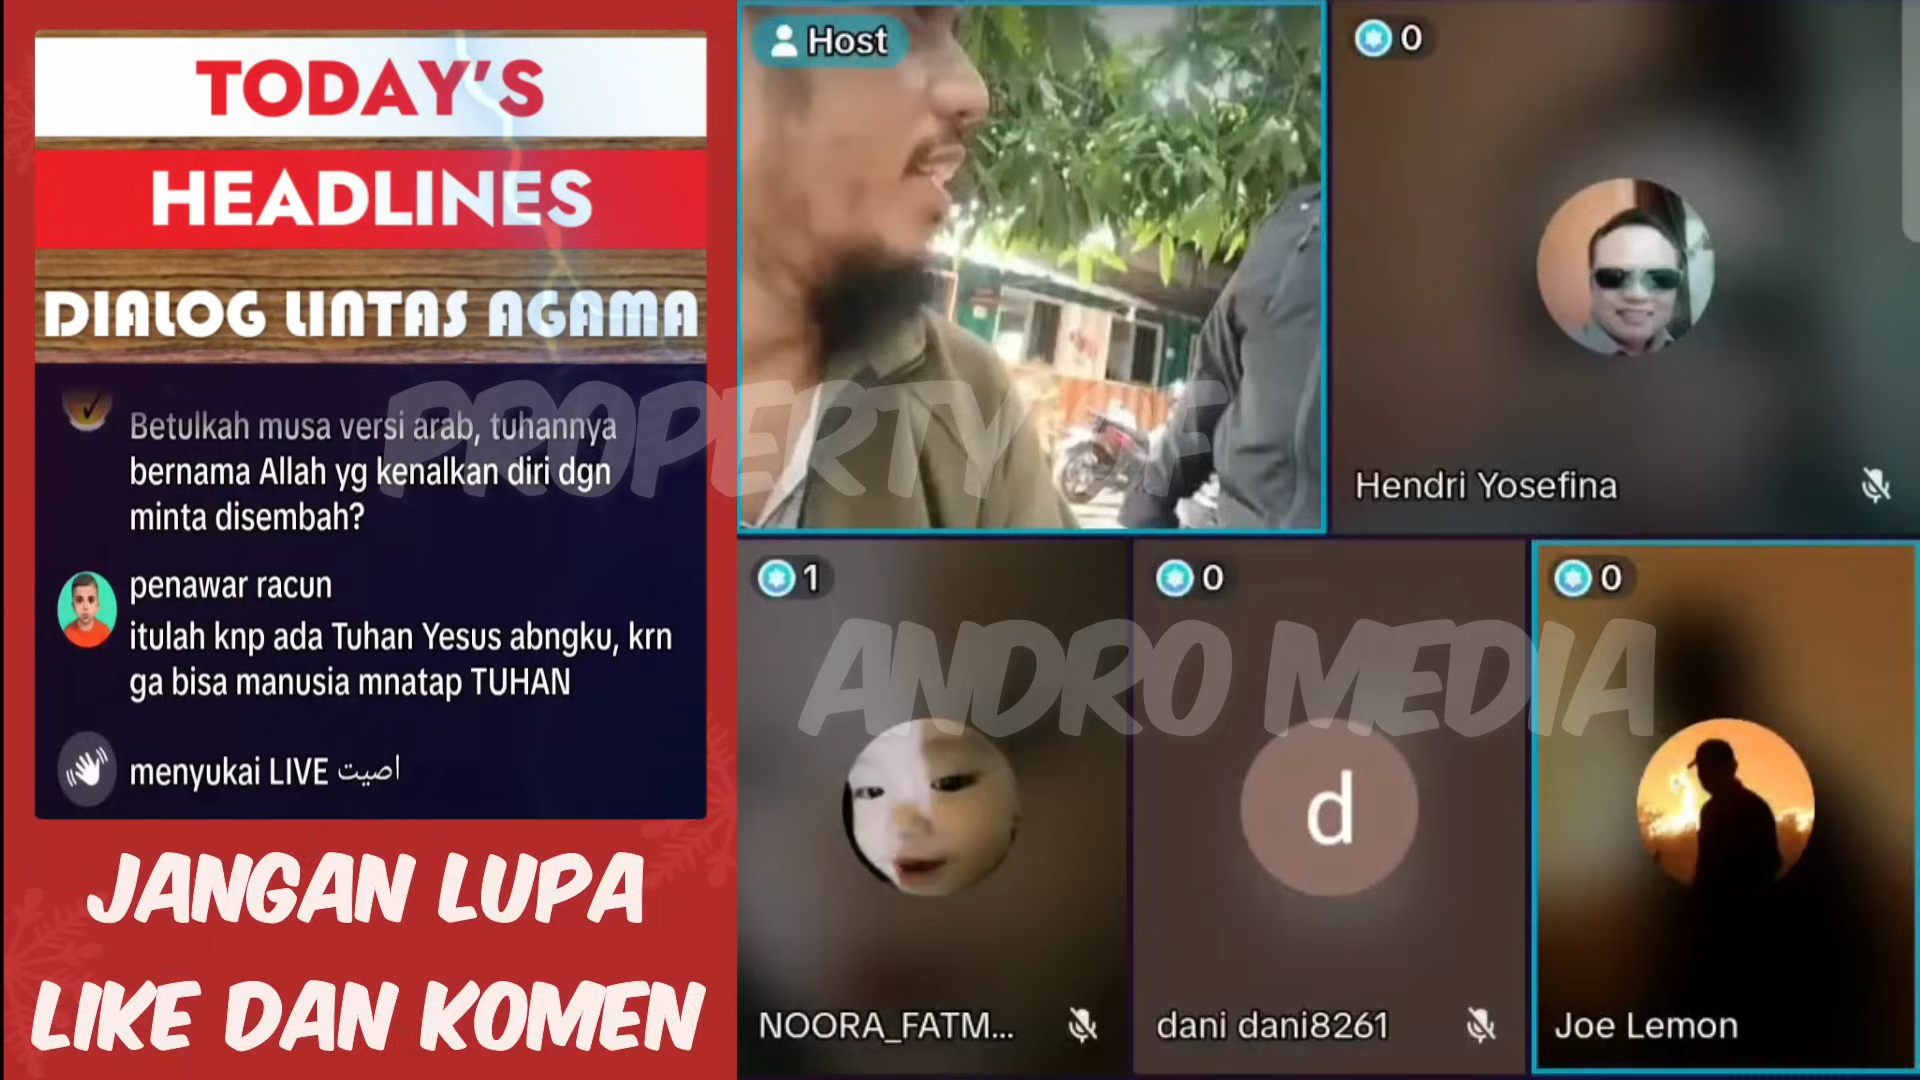 TODAY'S
HEADLINES
DIALOG LINTAS AGAMA
Betulkah musa versi arab, tuhannya
bernama Allah yg kenalkan diri dgn
minta disembah?
penawar racun
itulah knp ada Tuhan Yesus abngku, krn
ga bisa manusia mnatap TUHAN
menyukai LIVE اصيت
JANGAN LUPA
LIKE DAN KOMEN
Host
0
Hendri Yosefina
1
NOORA_FATM...
0
d
dani dani8261
0
Joe Lemon
PROPERTY OF
ANDRO MEDIA